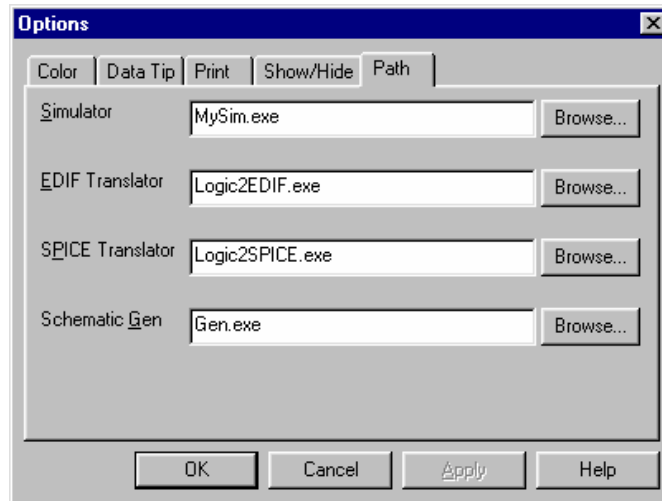 Options
Color Data Tip Print Show/Hide Path
Simulator MySim.exe Browse...
EDIF Translator Logic2EDIF.exe Browse...
SPICE Translator Logic2SPICE.exe Browse...
Schematic Gen Gen.exe Browse...
OK Cancel Apply Help